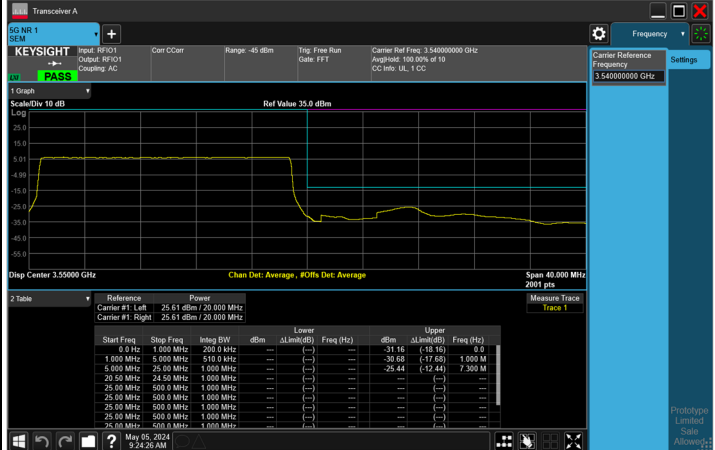 Transceiver A
5G NR 1
SEM
Frequency
KEYSIGHT
Input: RFIO1
Output: RFIO1
Coupling: AC
Corr CCorr
Range: -45 dBm
Trig: Free Run
Gate: FFT
Carrier Ref Freq: 3.540000000 GHz
Avg|Hold: 100.00% of 10
CC Info: UL, 1 CC
LXI
PASS
Carrier Reference
Frequency
3.540000000 GHz
Settings
1 Graph
Scale/Div 10 dB
Ref Value 35.0 dBm
Log
25.0
15.0
5.01
-4.99
-15.0
-25.0
-35.0
-45.0
-55.0
Disp Center 3.55000 GHz
Chan Det: Average , #Offs Det: Average
Span 40.000 MHz
2001 pts
2 Table
Reference Power
Carrier #1: Left 25.61 dBm / 20.000 MHz
Carrier #1: Right 25.61 dBm / 20.000 MHz
Measure Trace
Trace 1
Lower Upper
Start Freq Stop Freq Integ BW dBm ΔLimit(dB) Freq (Hz) dBm ΔLimit(dB) Freq (Hz)
0.0 Hz 1.000 MHz 200.0 kHz --- (---) --- -31.16 (-18.16) 0.0
1.000 MHz 5.000 MHz 510.0 kHz --- (---) --- -30.68 (-17.68) 1.000 M
5.000 MHz 25.00 MHz 1.000 MHz --- (---) --- -25.44 (-12.44) 7.300 M
20.50 MHz 24.50 MHz 1.000 MHz --- (---) --- --- (---) ---
25.00 MHz 500.0 MHz 1.000 MHz --- (---) --- --- (---) ---
25.00 MHz 500.0 MHz 1.000 MHz --- (---) --- --- (---) ---
25.00 MHz 500.0 MHz 1.000 MHz --- (---) --- --- (---) ---
25.00 MHz 500.0 MHz 1.000 MHz --- (---) --- --- (---) ---
25.00 MHz 500.0 MHz 1.000 MHz --- (---) --- --- (---) ---
May 05, 2024
9:24:26 AM
?
Prototype
Limited
Sale
Allowed